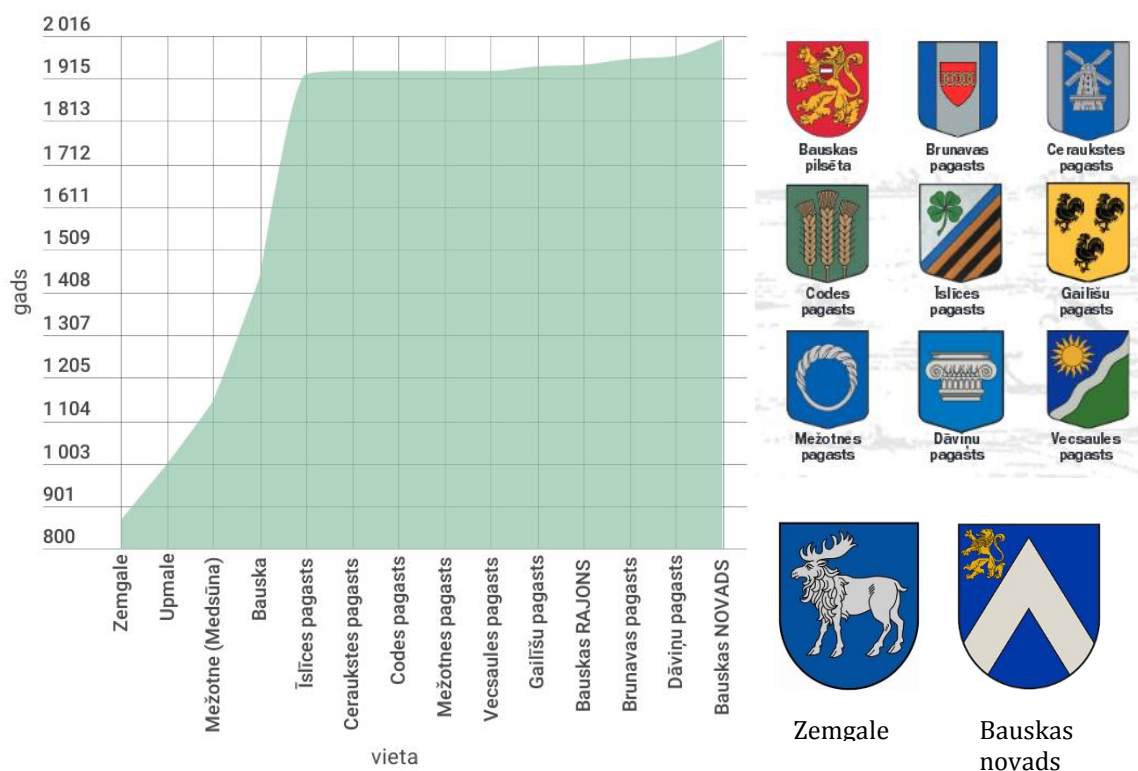 2 016
1 915
1 813
1 712
1 611
1 509
1 408
1 307
1 205
1 104
1 003
901
800
gads
Zemgale
Upmale
Mežotne (Medsūna)
Bauska
Īslīces pagasts
Ceraukstes pagasts
Codes pagasts
Mežotnes pagasts
Vecsaules pagasts
Gailīšu pagasts
Bauskas RAJONS
Brunavas pagasts
Dāviņu pagasts
Bauskas NOVADS
vieta
Bauskas
pilsēta
Brunavas
pagasts
Ceraukstes
pagasts
Codes
pagasts
Īslīces
pagasts
Gailīšu
pagasts
Mežotnes
pagasts
Dāviņu
pagasts
Vecsaules
pagasts
Zemgale
Bauskas
novads